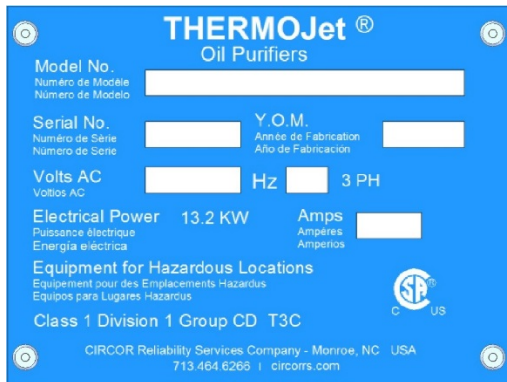 THERMOJet ®
Oil Purifiers
Model No.
Numéro de Modéle
Número de Modelo
Serial No.
Numéro de Série
Número de Serie
Y.O.M.
Année de Fabrication
Año de Fabricación
Volts AC
Voltios AC
Hz
3 PH
Electrical Power 13.2 KW
Puissance électrique
Energía eléctrica
Amps
Ampéres
Amperios
Equipment for Hazardous Locations
Equipement pour des Emplacements Hazardus
Equipos para Lugares Hazardus
SA ®
C US
Class 1 Division 1 Group CD T3C
CIRCOR Reliability Services Company - Monroe, NC USA
713.464.6266 | circorrs.com